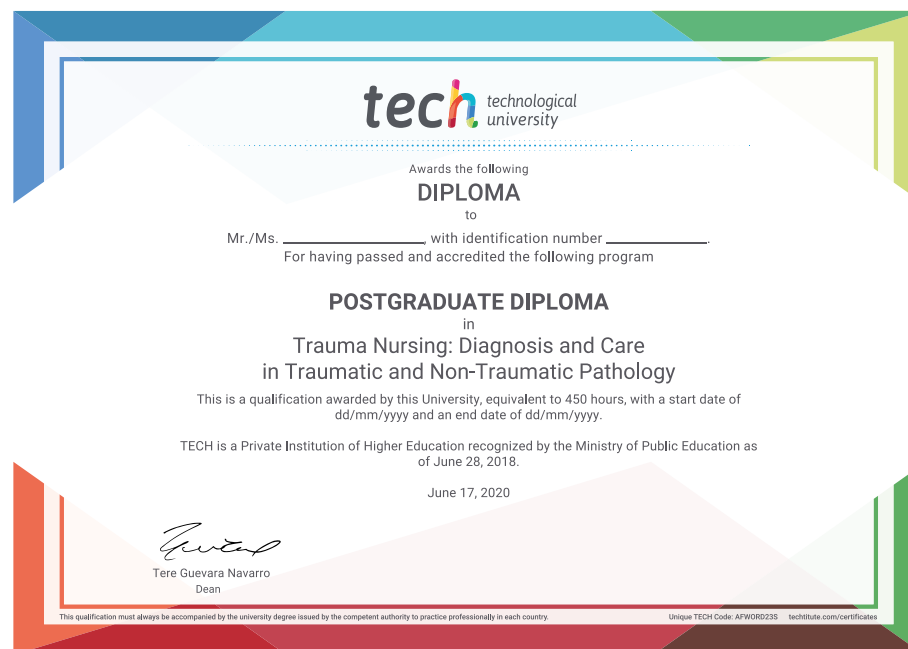 tech technological
university
Awards the following
DIPLOMA
to
Mr./Ms. ____________________, with identification number ______________.
For having passed and accredited the following program
POSTGRADUATE DIPLOMA
in
Trauma Nursing: Diagnosis and Care
in Traumatic and Non-Traumatic Pathology
This is a qualification awarded by this University, equivalent to 450 hours, with a start date of
dd/mm/yyyy and an end date of dd/mm/yyyy.
TECH is a Private Institution of Higher Education recognized by the Ministry of Public Education as
of June 28, 2018.
June 17, 2020
Tere Guevara Navarro
Dean
This qualification must always be accompanied by the university degree issued by the competent authority to practice professionally in each country. Unique TECH Code: AFWORD23S techtitute.com/certificates